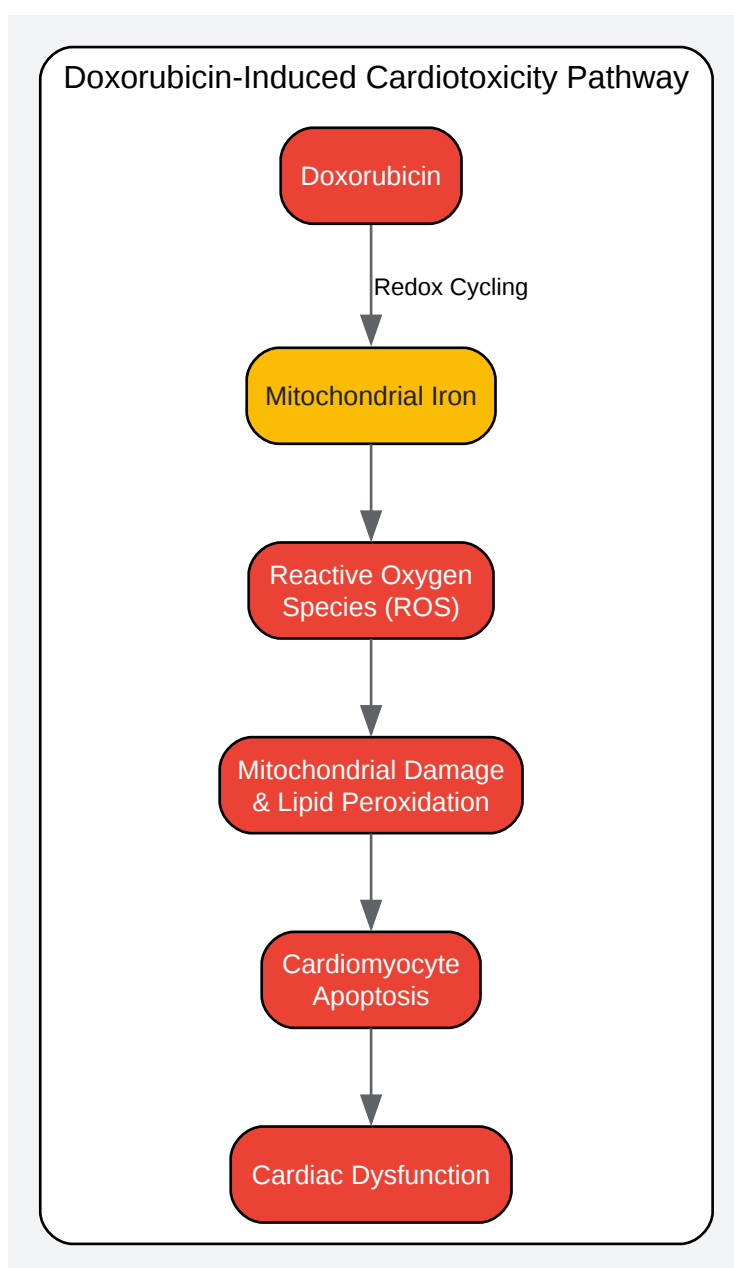 Doxorubicin-Induced Cardiotoxicity Pathway
Doxorubicin
Redox Cycling
Mitochondrial Iron
Reactive Oxygen
Species (ROS)
Mitochondrial Damage
& Lipid Peroxidation
Cardiomyocyte
Apoptosis
Cardiac Dysfunction